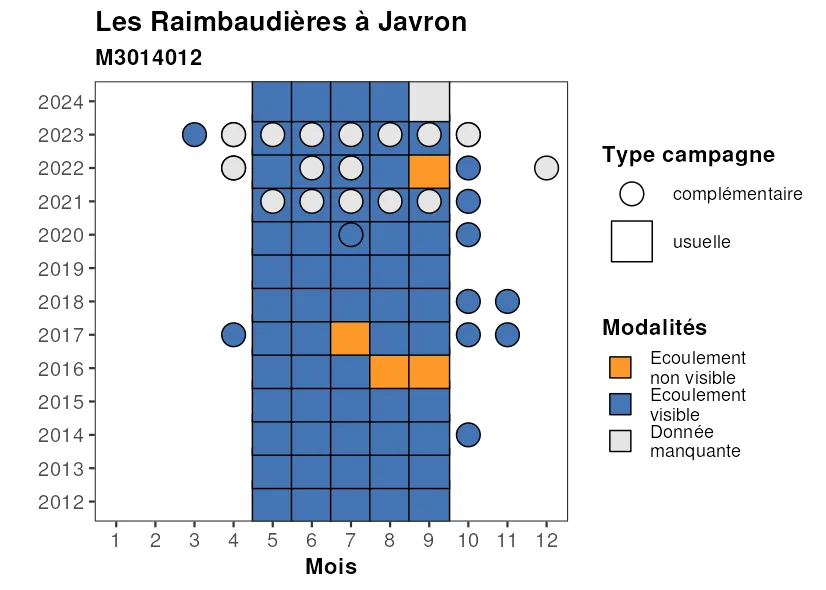 Les Raimbaudières à Javron
M3014012
2024
2023
2022
2021
2020
2019
2018
2017
2016
2015
2014
2013
2012
1 2 3 4 5 6 7 8 9 10 11 12
Mois
Type campagne
complémentaire
usuelle
Modalités
Ecoulement
non visible
Ecoulement
visible
Donnée
manquante